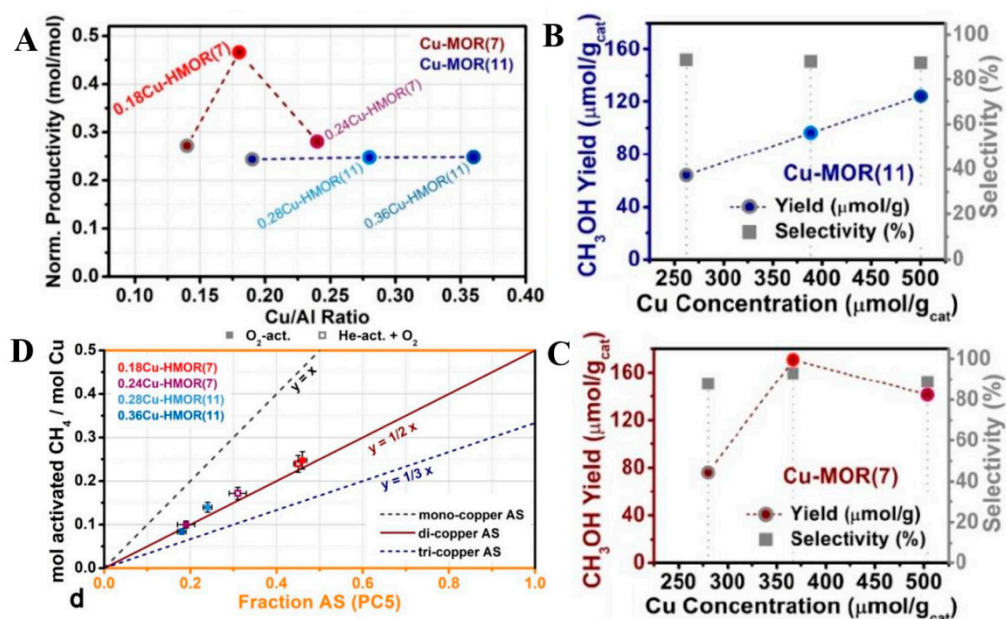 A
Norm. Productivity (mol/mol)
0.5
0.4
0.3
0.2
0.1
0.0
0.18Cu-HMOR(7)
0.24Cu-HMOR(7)
0.28Cu-HMOR(11)
0.36Cu-HMOR(11)
Cu-MOR(7)
Cu-MOR(11)
0.10 0.15 0.20 0.25 0.30 0.35 0.40
Cu/Al Ratio
B
CH3OH Yield (μmol/gcat)
160
120
80
40
0
Cu-MOR(11)
Yield (μmol/g)
Selectivity (%)
100
80
60
40
20
0
Selectivity (%)
250 300 350 400 450 500
Cu Concentration (μmol/gcat)
D
O2-act. He-act. + O2
mol activated CH4 / mol Cu
0.5
0.4
0.3
0.2
0.1
0.0
0.18Cu-HMOR(7)
0.24Cu-HMOR(7)
0.28Cu-HMOR(11)
0.36Cu-HMOR(11)
y = x
y = 1/2 x
y = 1/3 x
mono-copper AS
di-copper AS
tri-copper AS
0.0 0.2 0.4 0.6 0.8 1.0
d
Fraction AS (PC5)
C
CH3OH Yield (μmol/gcat)
160
120
80
40
0
Cu-MOR(7)
Yield (μmol/g)
Selectivity (%)
100
80
60
40
20
0
Selectivity (%)
250 300 350 400 450 500
Cu Concentration (μmol/gcat)